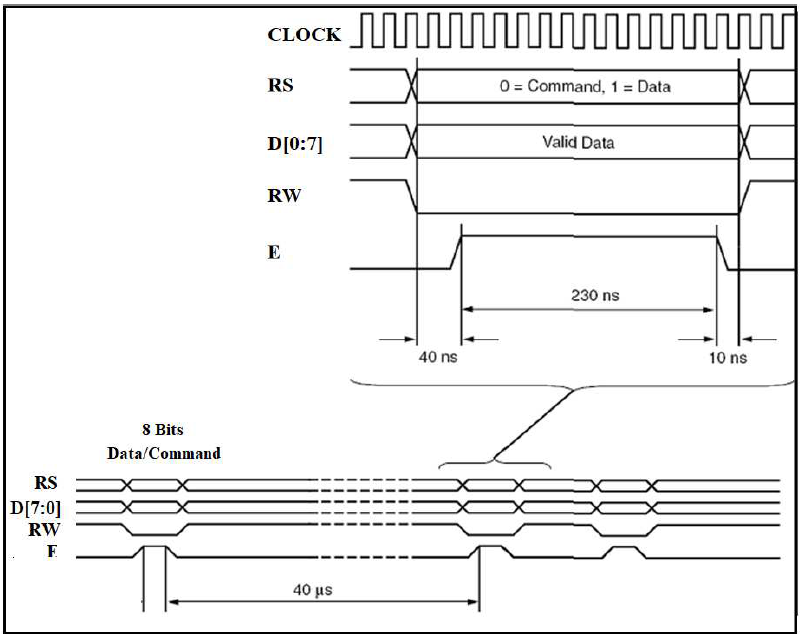 CLOCK
RS
0 = Command, 1 = Data
D[0:7]
Valid Data
RW
E
230 ns
40 ns
10 ns
8 Bits
Data/Command
RS
D[7:0]
RW
E
40 µs